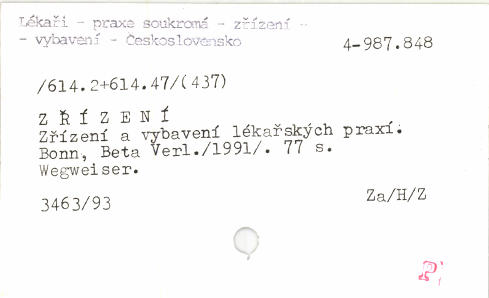 Lékaři - praxe soukromá - zřízení -
- vybavení - Československo
4-987.848
/614.2+614.47/(437)
Z Ř Í Z E N Í
Zřízení a vybavení lékařských praxí.
Bonn, Beta Verl./1991/. 77 s.
Wegweiser.
3463/93
Za/H/Z